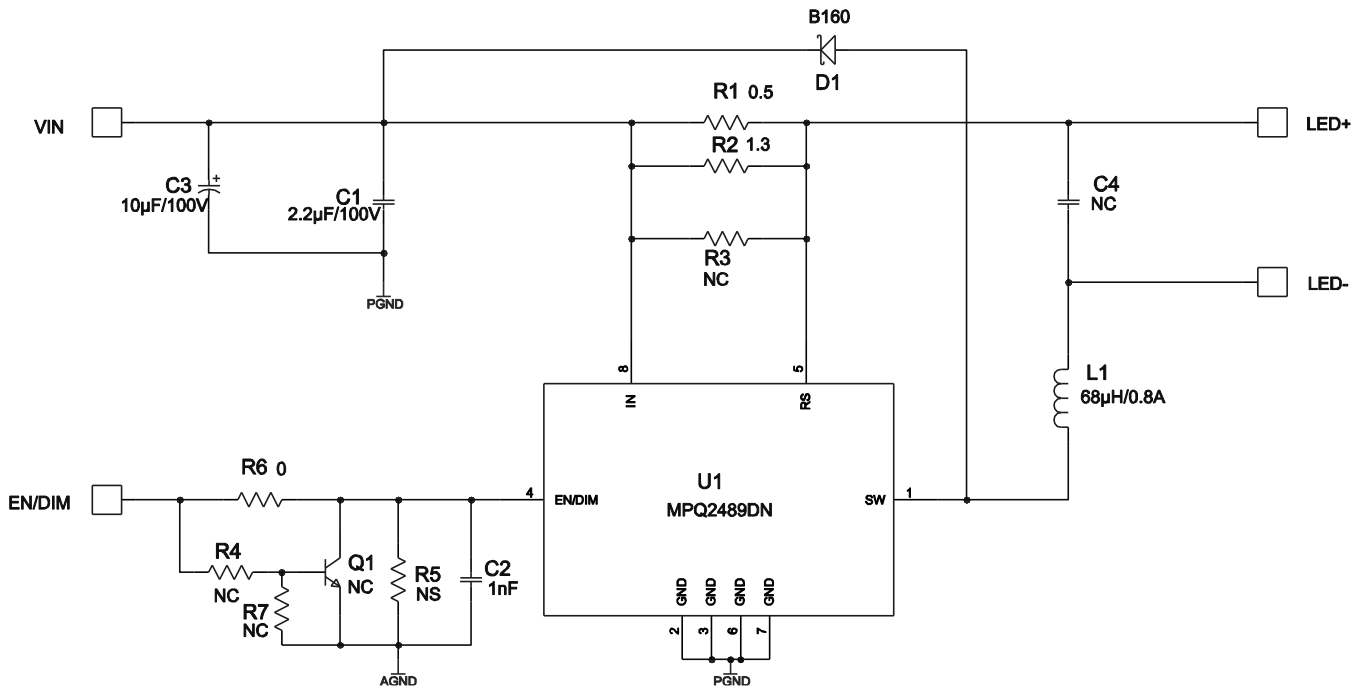 B160
D1
VIN
R1 0.5
R2 1.3
R3
NC
LED+
C3
+
10μF/100V
C1
2.2μF/100V
PGND
C4
NC
LED-
8
5
IN
RS
L1
68μH/0.8A
EN/DIM
R6 0
4
EN/DIM
U1
MPQ2489DN
SW
1
R4
NC
R7
NC
Q1
NC
R5
NS
C2
1nF
GND
GND
GND
GND
2
3
6
7
AGND
PGND